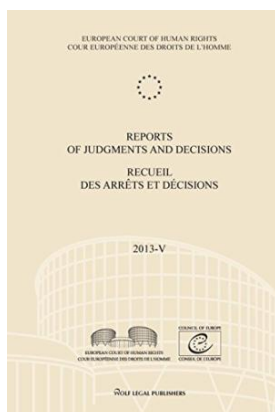 EUROPEAN COURT OF HUMAN RIGHTS
COUR EUROPÉENNE DES DROITS DE L'HOMME
REPORTS
OF JUDGMENTS AND DECISIONS
RECUEIL
DES ARRÊTS ET DÉCISIONS
2013-V
EUROPEAN COURT OF HUMAN RIGHTS
COUR EUROPÉENNE DES DROITS DE L'HOMME
COUNCIL OF EUROPE
CONSEIL DE L'EUROPE
WOLF LEGAL PUBLISHERS